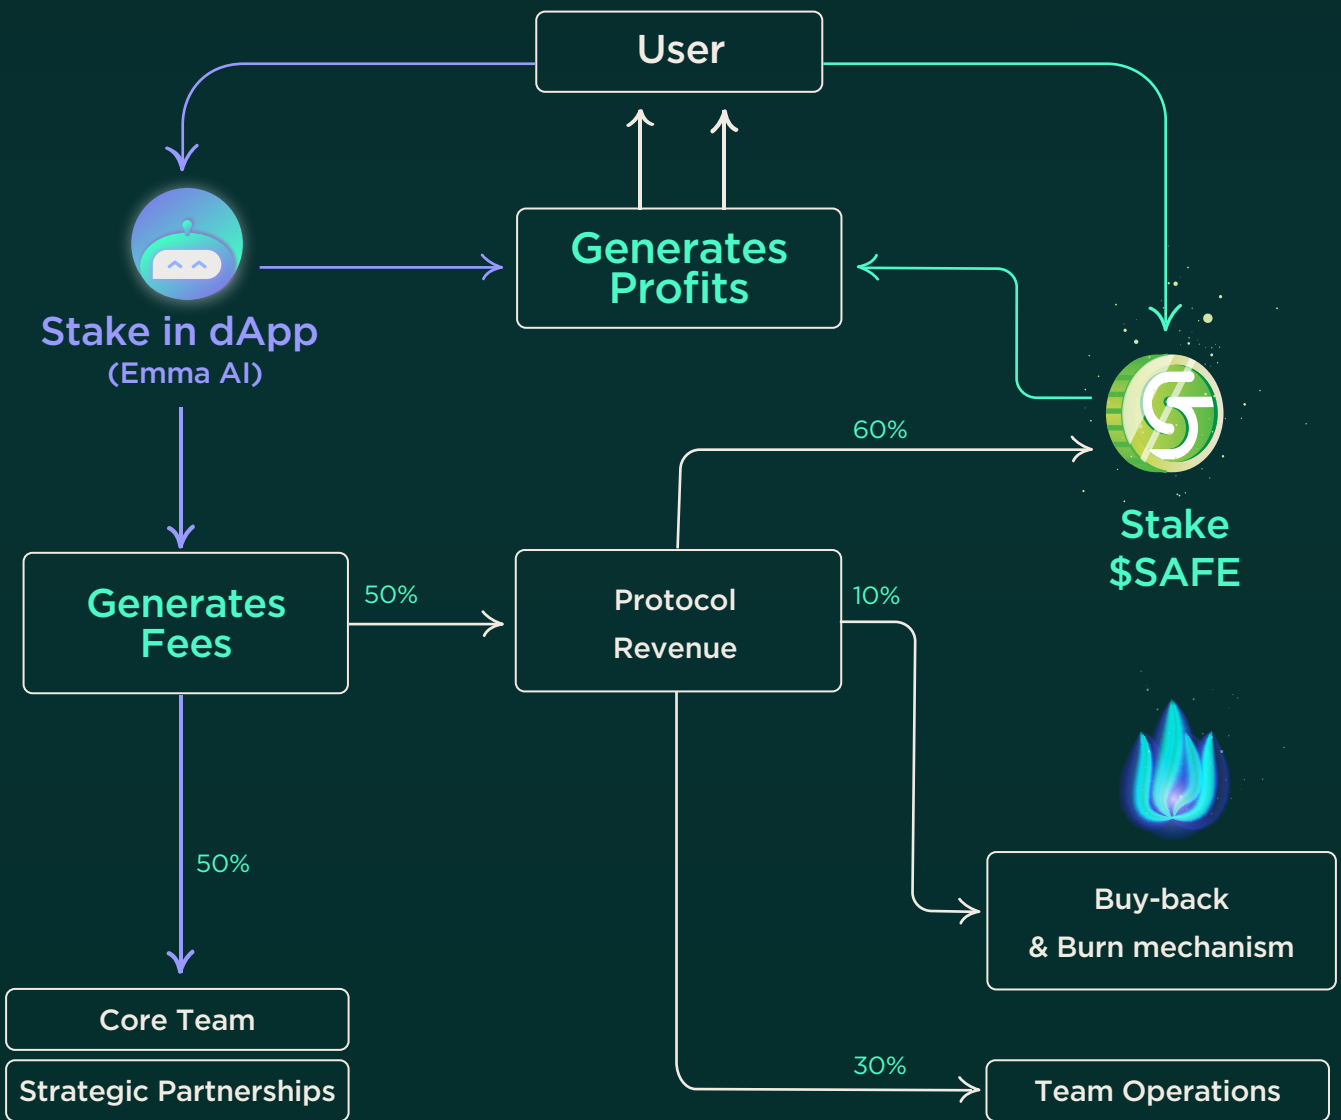 User
Generates
Profits
Stake in dApp
(Emma AI)
60%
Stake
$SAFE
Generates
Fees
50%
Protocol
Revenue
10%
50%
Buy-back
& Burn mechanism
Core Team
Strategic Partnerships
30%
Team Operations